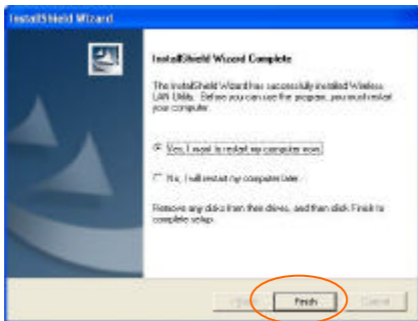 InstallShield Wizard
InstallShield Wizard Complete
The InstallShield Wizard has successfully installed Wireless
LAN Utility. Before you can use the program, you must restart
your computer.
Yes, I want to restart my computer now.
No, I will restart my computer later.
Remove any disks from their drives, and then click Finish to
complete setup.
< Back
Finish
Cancel